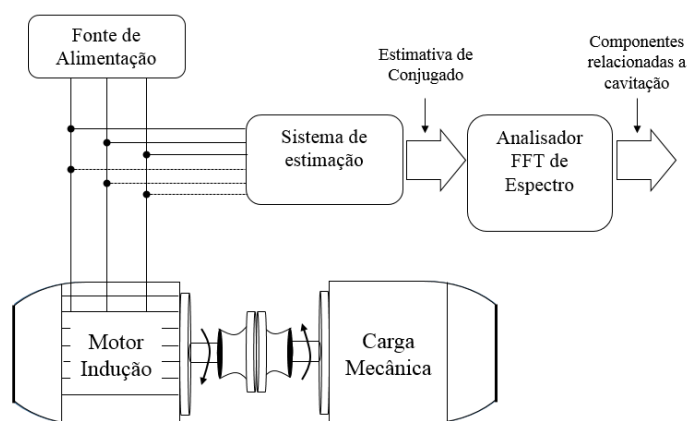 Fonte de
Alimentação
Estimativa de
Conjugado
Componentes
relacionadas a
cavitação
Sistema de
estimação
Analisador
FFT de
Espectro
Motor
Indução
Carga
Mecânica